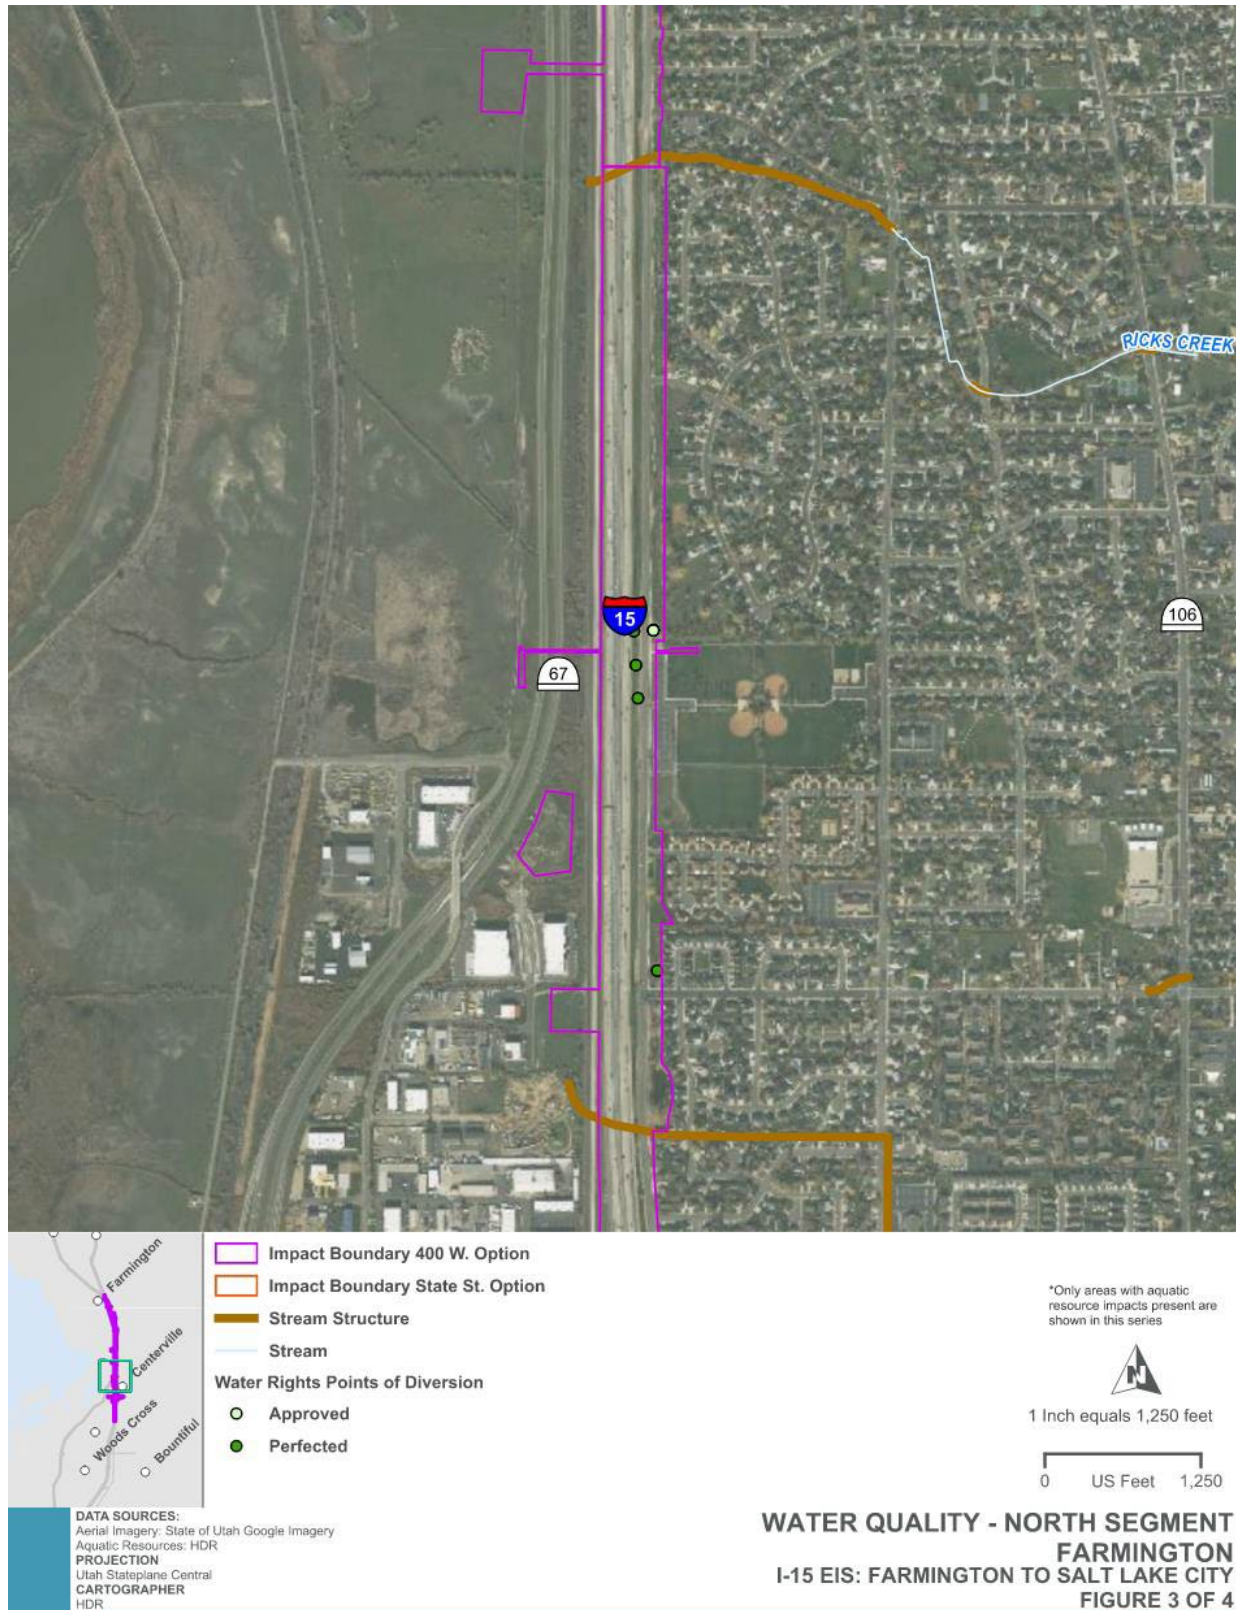 RICKS CREEK
15
106
67
Farmington
Centerville
Woods Cross
Bountiful
Impact Boundary 400 W. Option
Impact Boundary State St. Option
Stream Structure
Stream
Water Rights Points of Diversion
Approved
Perfected
*Only areas with aquatic
resource impacts present are
shown in this series
N
1 Inch equals 1,250 feet
0 US Feet 1,250
DATA SOURCES:
Aerial Imagery: State of Utah Google Imagery
Aquatic Resources: HDR
PROJECTION
Utah Stateplane Central
CARTOGRAPHER
HDR
WATER QUALITY - NORTH SEGMENT
FARMINGTON
I-15 EIS: FARMINGTON TO SALT LAKE CITY
FIGURE 3 OF 4